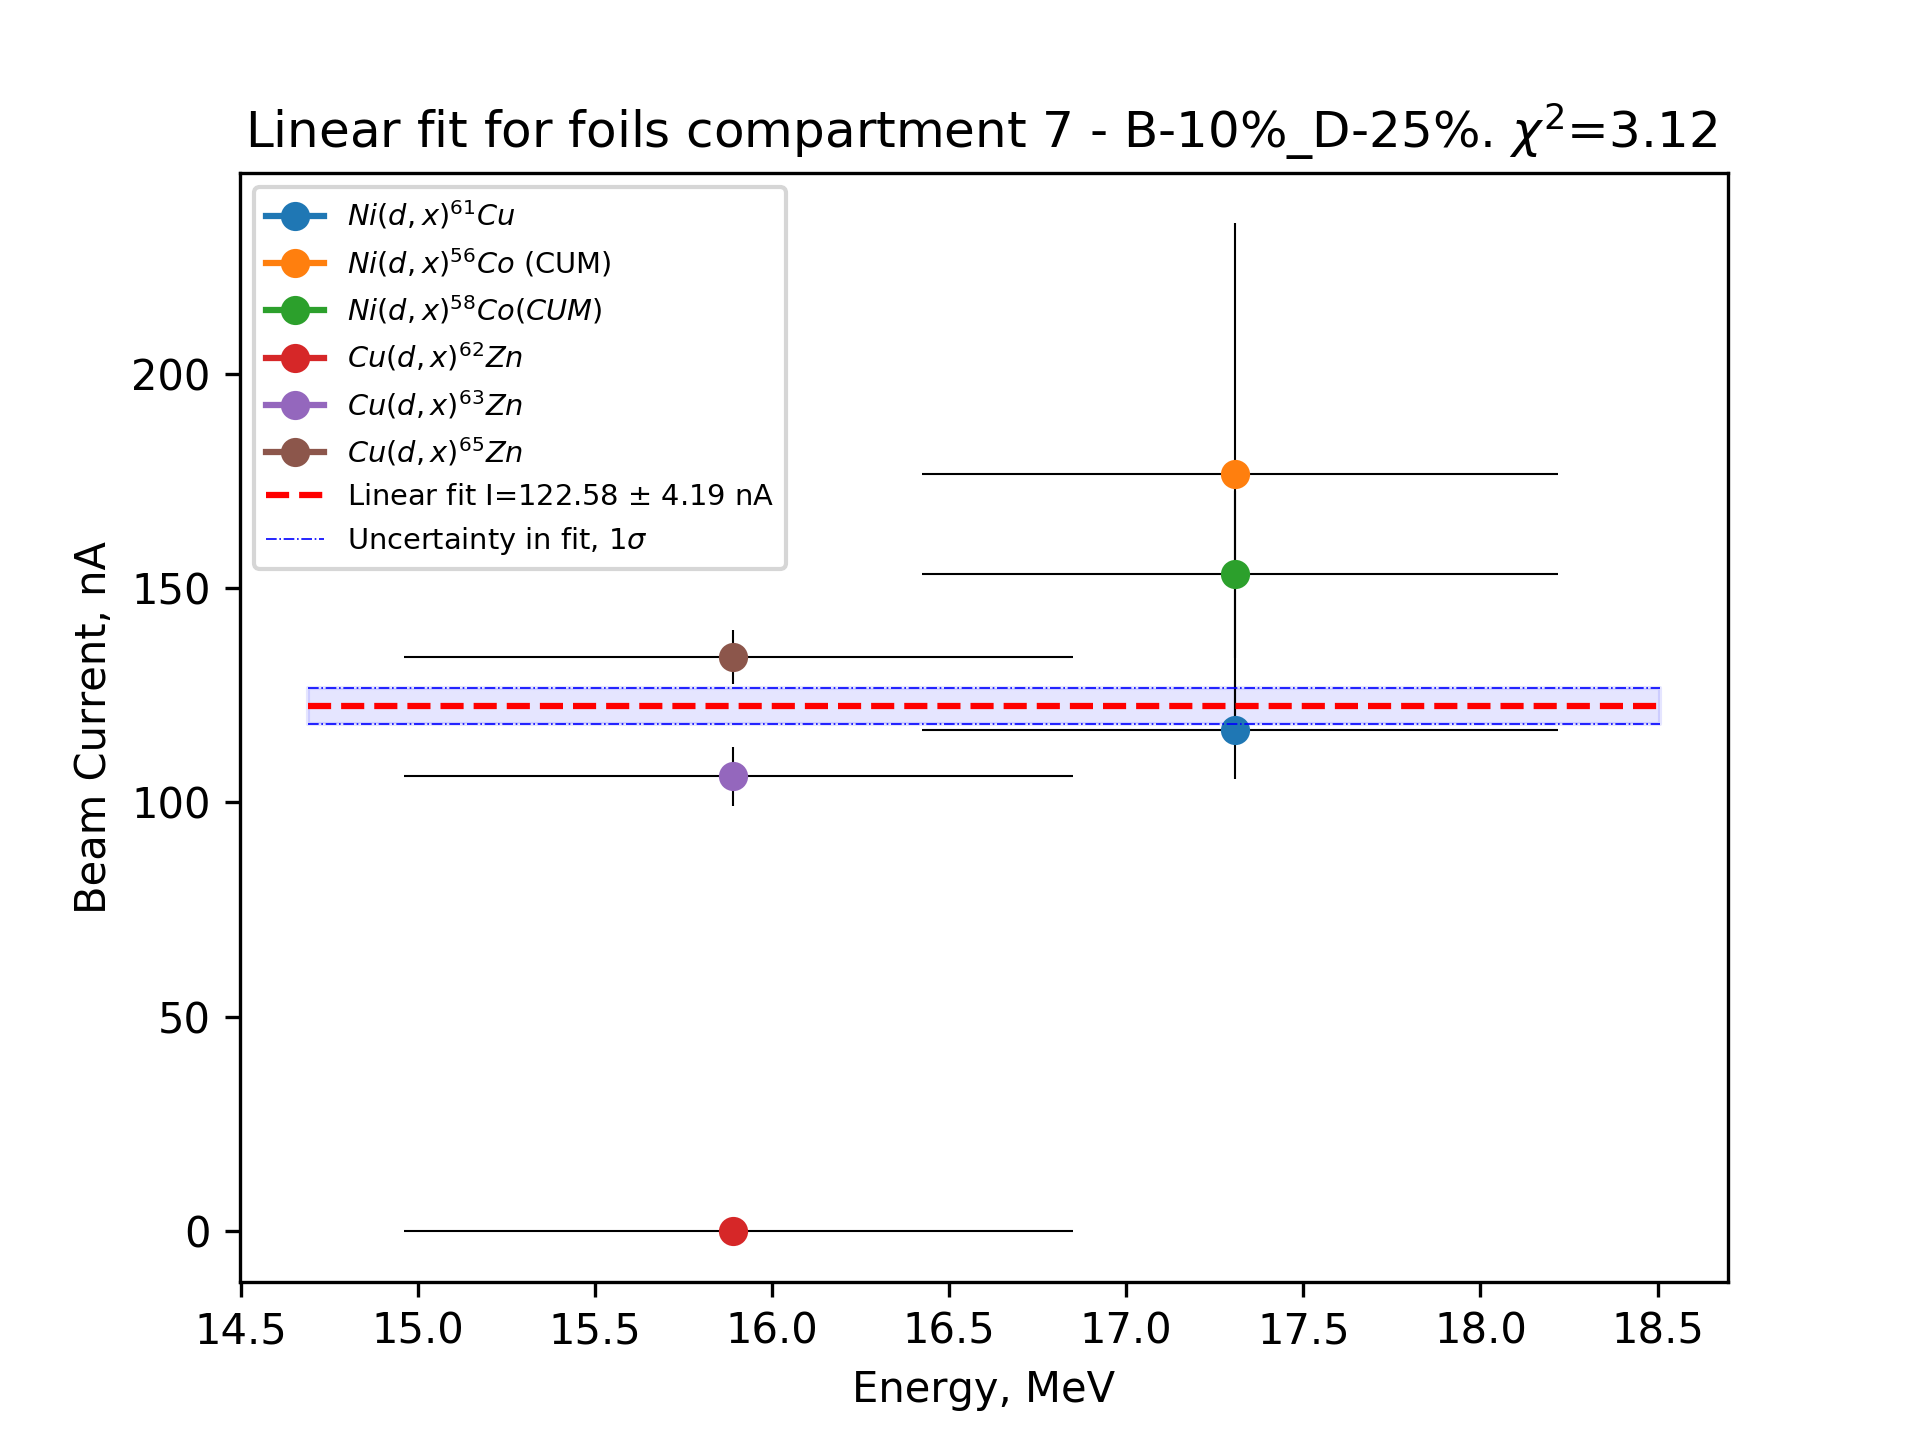 Linear fit for foils compartment 7 - B-10%_D-25%. χ²=3.12
Ni(d, x)⁶¹Cu
Ni(d, x)⁵⁶Co (CUM)
Ni(d, x)⁵⁸Co(CUM)
Cu(d, x)⁶²Zn
Cu(d, x)⁶³Zn
Cu(d, x)⁶⁵Zn
Linear fit I=122.58 ± 4.19 nA
Uncertainty in fit, 1σ
Beam Current, nA
200
150
100
50
0
14.5 15.0 15.5 16.0 16.5 17.0 17.5 18.0 18.5
Energy, MeV